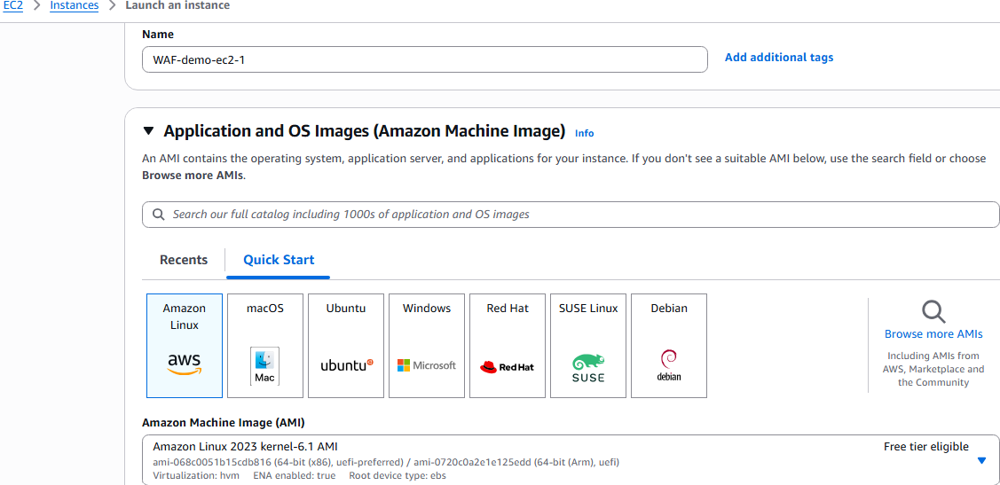 EC2 > Instances > Launch an instance
Name
WAF-demo-ec2-1
Add additional tags
Application and OS Images (Amazon Machine Image) Info
An AMI contains the operating system, application server, and applications for your instance. If you don't see a suitable AMI below, use the search field or choose
Browse more AMIs.
Search our full catalog including 1000s of application and OS images
Recents
Quick Start
Amazon
Linux
aws
macOS
Mac
Ubuntu
ubuntu
Windows
Microsoft
Red Hat
Red Hat
SUSE Linux
SUSE
Debian
debian
Browse more AMIs
Including AMIs from
AWS, Marketplace and
the Community
Amazon Machine Image (AMI)
Amazon Linux 2023 kernel-6.1 AMI
Free tier eligible
ami-068c0051b15cdb816 (64-bit (x86), uefi-preferred) / ami-0720c0a2e1e125edd (64-bit (Arm), uefi)
Virtualization: hvm ENA enabled: true Root device type: ebs